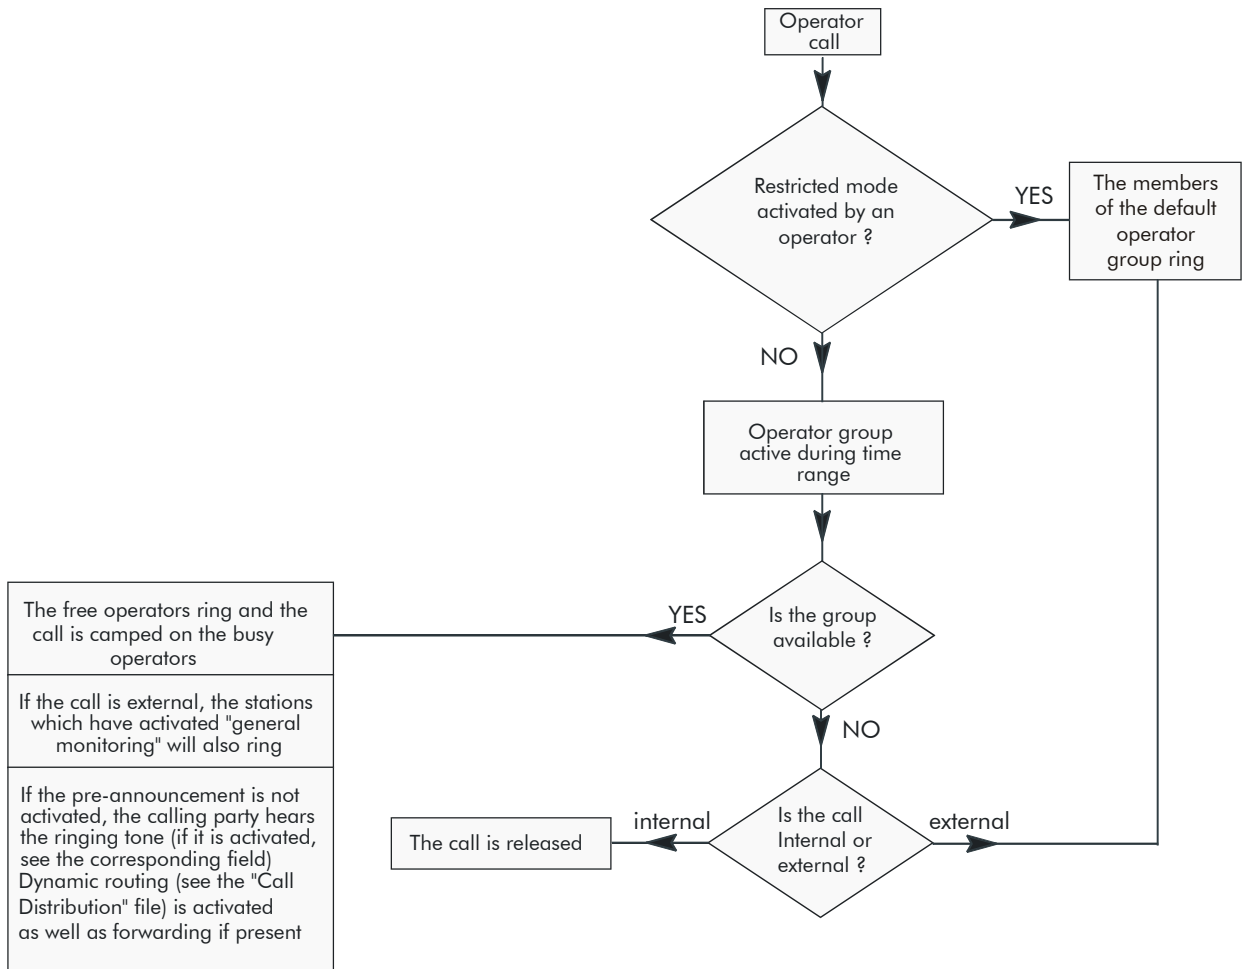 Operator
call
Restricted mode
activated by an
operator ?
YES
The members
of the default
operator
group ring
NO
Operator group
active during time
range
Is the group
available ?
YES
The free operators ring and the
call is camped on the busy
operators
If the call is external, the stations
which have activated "general
monitoring" will also ring
If the pre-announcement is not
activated, the calling party hears
the ringing tone (if it is activated,
see the corresponding field)
Dynamic routing (see the "Call
Distribution" file) is activated
as well as forwarding if present
NO
Is the call
Internal or
external ?
internal
The call is released
external